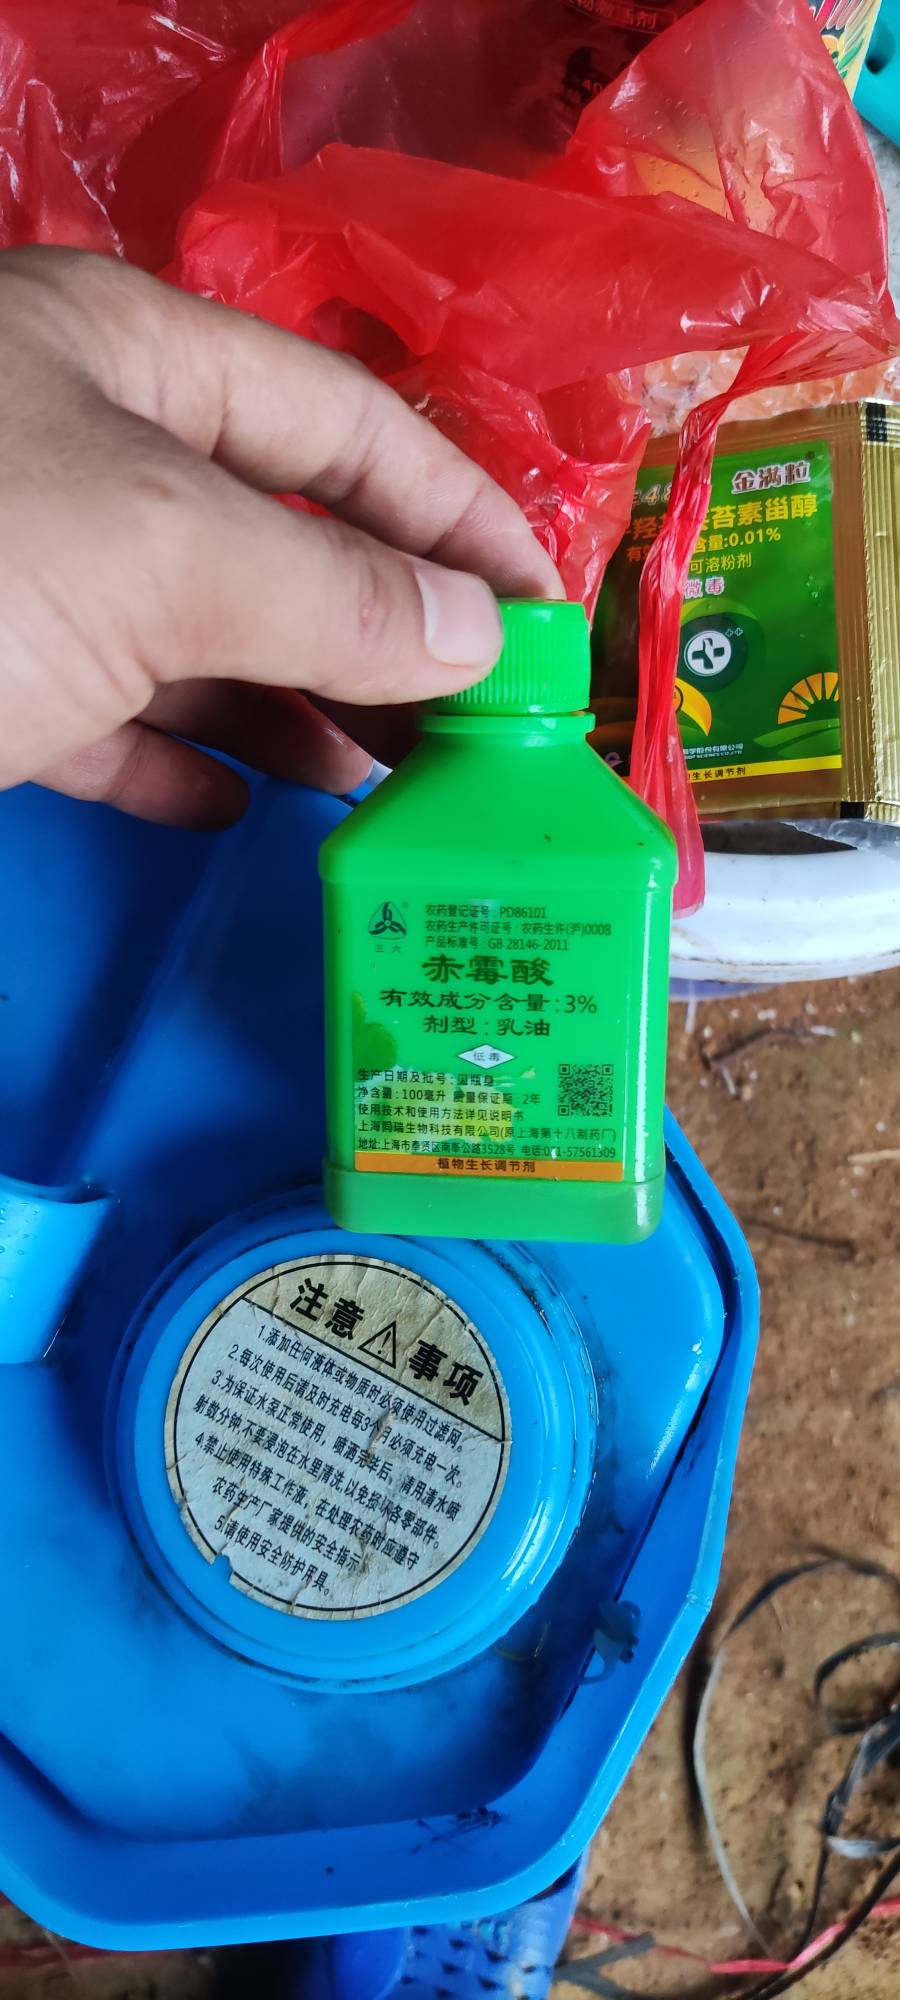 金满粒
苔素甾醇
含量:0.01%
可溶粉剂
微毒
生长调节剂
三六
农药登记证号:PD86101
农药生产许可证号:农药生许(沪)0008
产品标准号:GB 28146-2011
赤霉酸
有效成分含量:3%
剂型:乳油
低毒
生产日期及批号:见瓶身
净含量:100毫升 质量保证期:2年
使用技术和使用方法详见说明书
上海同瑞生物科技有限公司(原上海第十八制药厂)
地址:上海市奉贤区南奉公路3528号 电话:021-57561309
植物生长调节剂
注意事项
1.添加任何液体或物质时必须使用过滤网。
2.每次使用后请及时充电每3个月必须充电一次。
3.为保证水泵正常使用,喷洒完毕后,请用清水喷
射数分钟,不要浸泡在水里清洗,以免损坏各零部件。
4.禁止使用特殊工作液,在处理农药时应遵守
农药生产厂家提供的安全指示。
5.请使用安全防护用具。